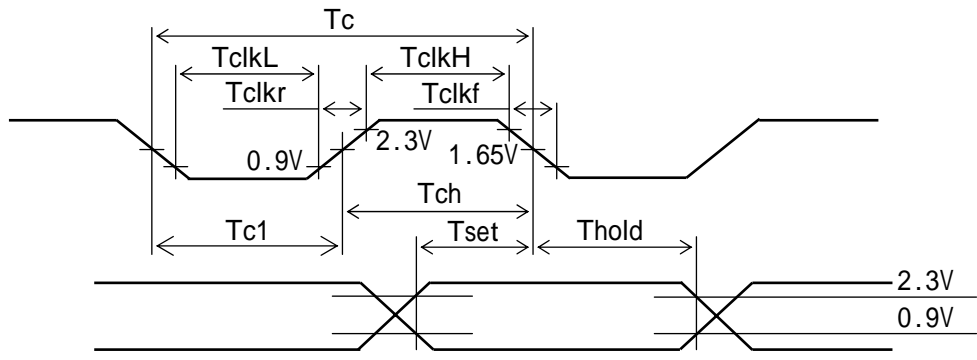 Tc
TclkL TclkH
Tclkr Tclkf
0.9V 2.3V 1.65V
Tch
Tc1 Tset Thold
2.3V
0.9V